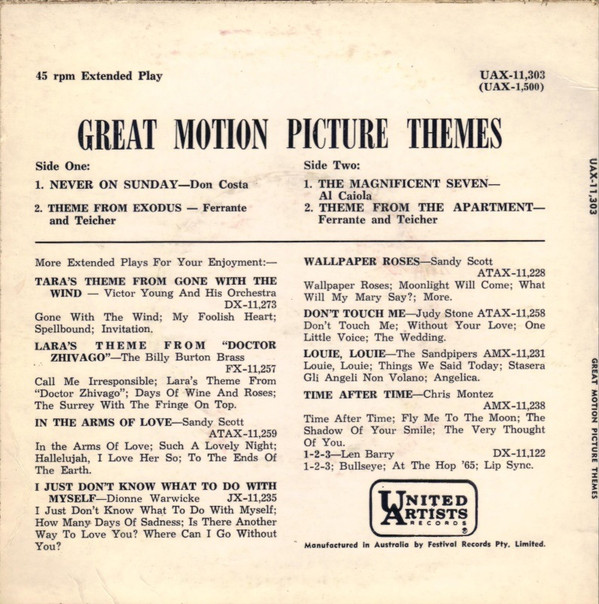 45 rpm Extended Play
UAX-11,303
(UAX-1,500)
GREAT MOTION PICTURE THEMES
Side One:
1. NEVER ON SUNDAY—Don Costa
2. THEME FROM EXODUS — Ferrante
and Teicher
Side Two:
1. THE MAGNIFICENT SEVEN—
Al Caiola
2. THEME FROM THE APARTMENT—
Ferrante and Teicher
More Extended Plays For Your Enjoyment:—
TARA'S THEME FROM GONE WITH THE
WIND — Victor Young And His Orchestra
DX-11,273
Gone With The Wind; My Foolish Heart;
Spellbound; Invitation.
LARA'S THEME FROM "DOCTOR
ZHIVAGO"—The Billy Burton Brass
FX-11,257
Call Me Irresponsible; Lara's Theme From
"Doctor Zhivago"; Days Of Wine And Roses;
The Surrey With The Fringe On Top.
IN THE ARMS OF LOVE—Sandy Scott
ATAX-11,259
In the Arms Of Love; Such A Lovely Night;
Hallelujah, I Love Her So; To The Ends Of
The Earth.
I JUST DON'T KNOW WHAT TO DO WITH
MYSELF—Dionne Warwicke JX-11,235
I Just Don't Know What To Do With Myself;
How Many Days Of Sadness; Is There Another
Way To Love You? Where Can I Go Without
You?
WALLPAPER ROSES—Sandy Scott
ATAX-11,228
Wallpaper Roses; Moonlight Will Come; What
Will My Mary Say?; More.
DON'T TOUCH ME—Judy Stone ATAX-11,258
Don't Touch Me; Without Your Love; One
Little Voice; The Wedding.
LOUIE, LOUIE—The Sandpipers AMX-11,231
Louie, Louie; Things We Said Today; Stasera
Gli Angeli Non Volano; Angelica.
TIME AFTER TIME—Chris Montez
AMX-11,238
Time After Time; Fly Me To The Moon; The
Shadow Of Your Smile; The Very Thought
Of You.
1-2-3—Len Barry DX-11,122
1-2-3; Bullseye; At The Hop '65; Lip Sync.
UNITED
ARTISTS
RECORDS
Manufactured in Australia by Festival Records Pty, Limited.
UAX-11,303
GREAT MOTION PICTURE THEMES